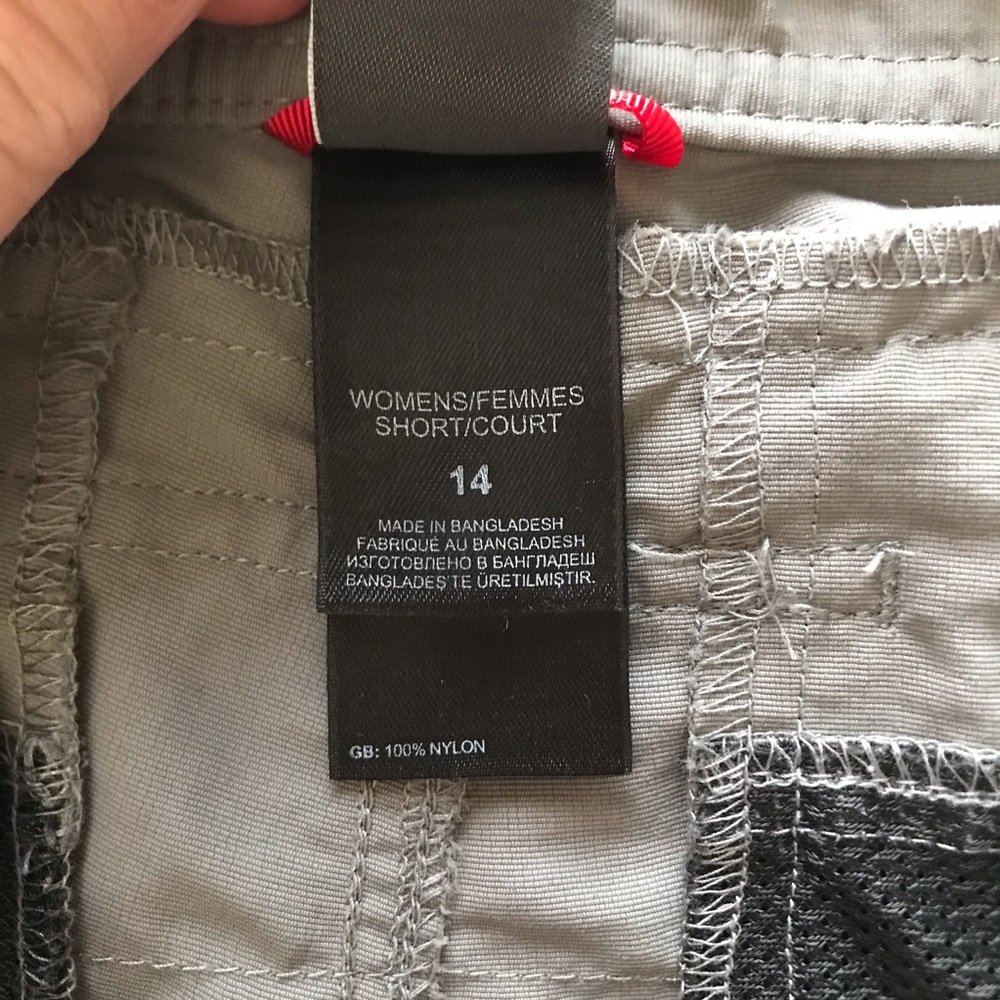 WOMENS/FEMMES
SHORT/COURT
14
MADE IN BANGLADESH
FABRIQUÉ AU BANGLADESH
ИЗГОТОВЛЕНО В БАНГЛАДЕШ
BANGLADEŞ'TE ÜRETILMIŞTIR.
GB: 100% NYLON